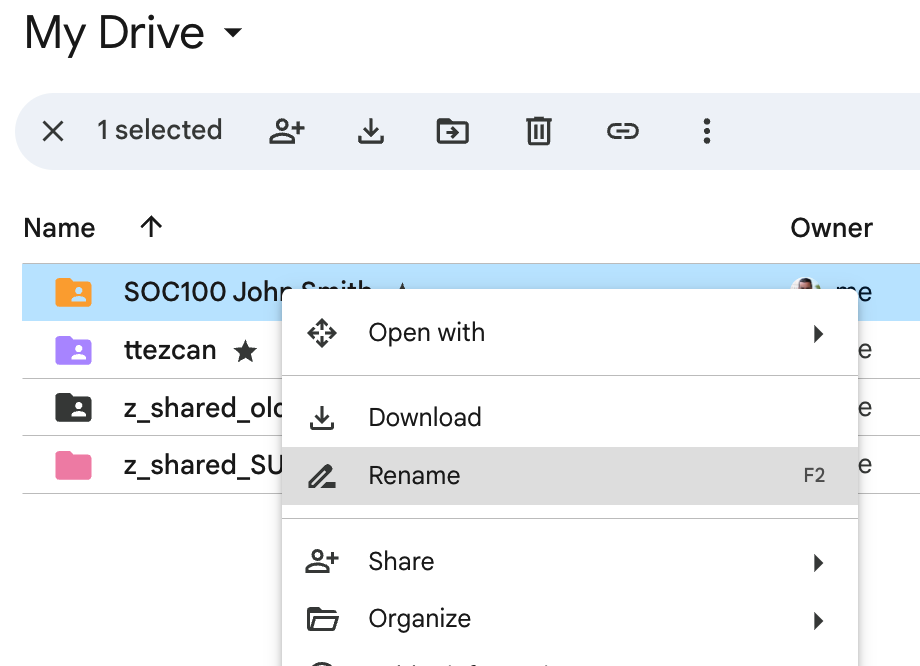 My Drive
1 selected
Name Owner
SOC100 John Smith me
Open with
ttezcan
Download
z_shared_old
Rename F2
z_shared_SU
Share
Organize